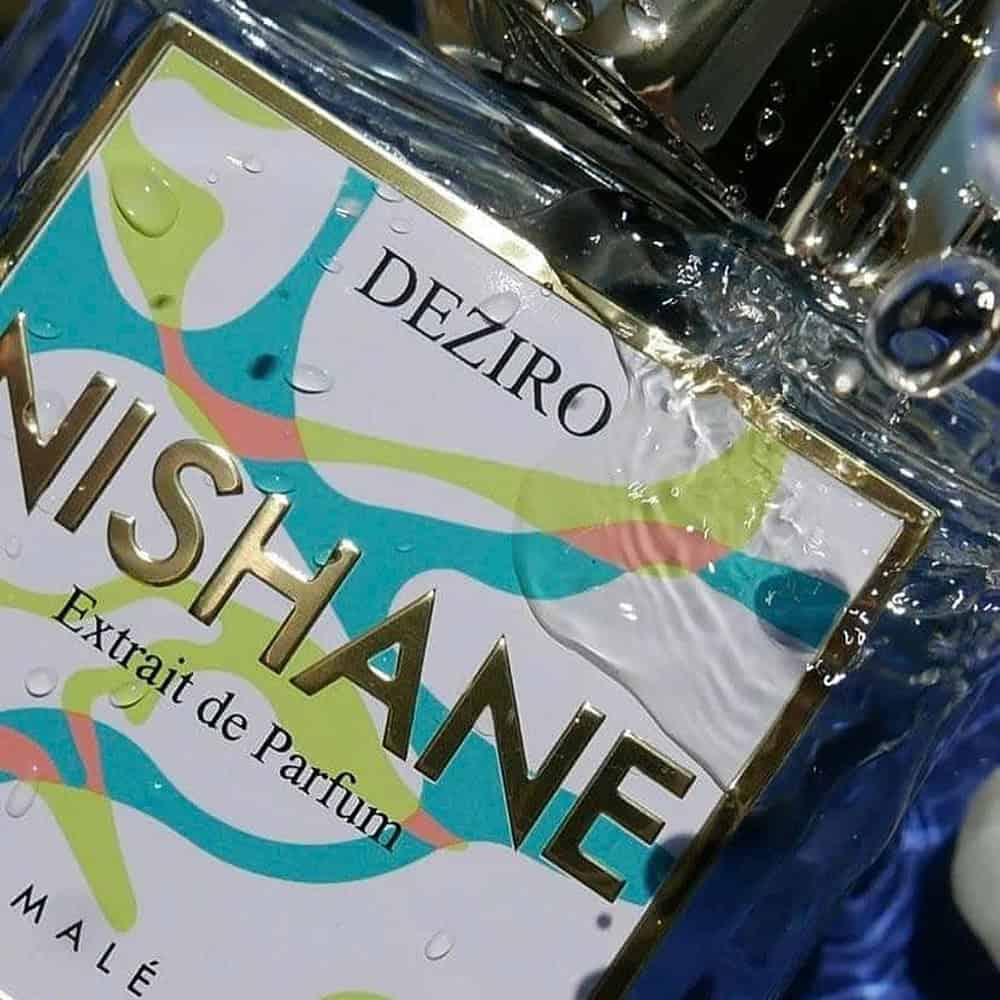 DEZIRO
NISHANE
Extrait de Parfum
MALÉ